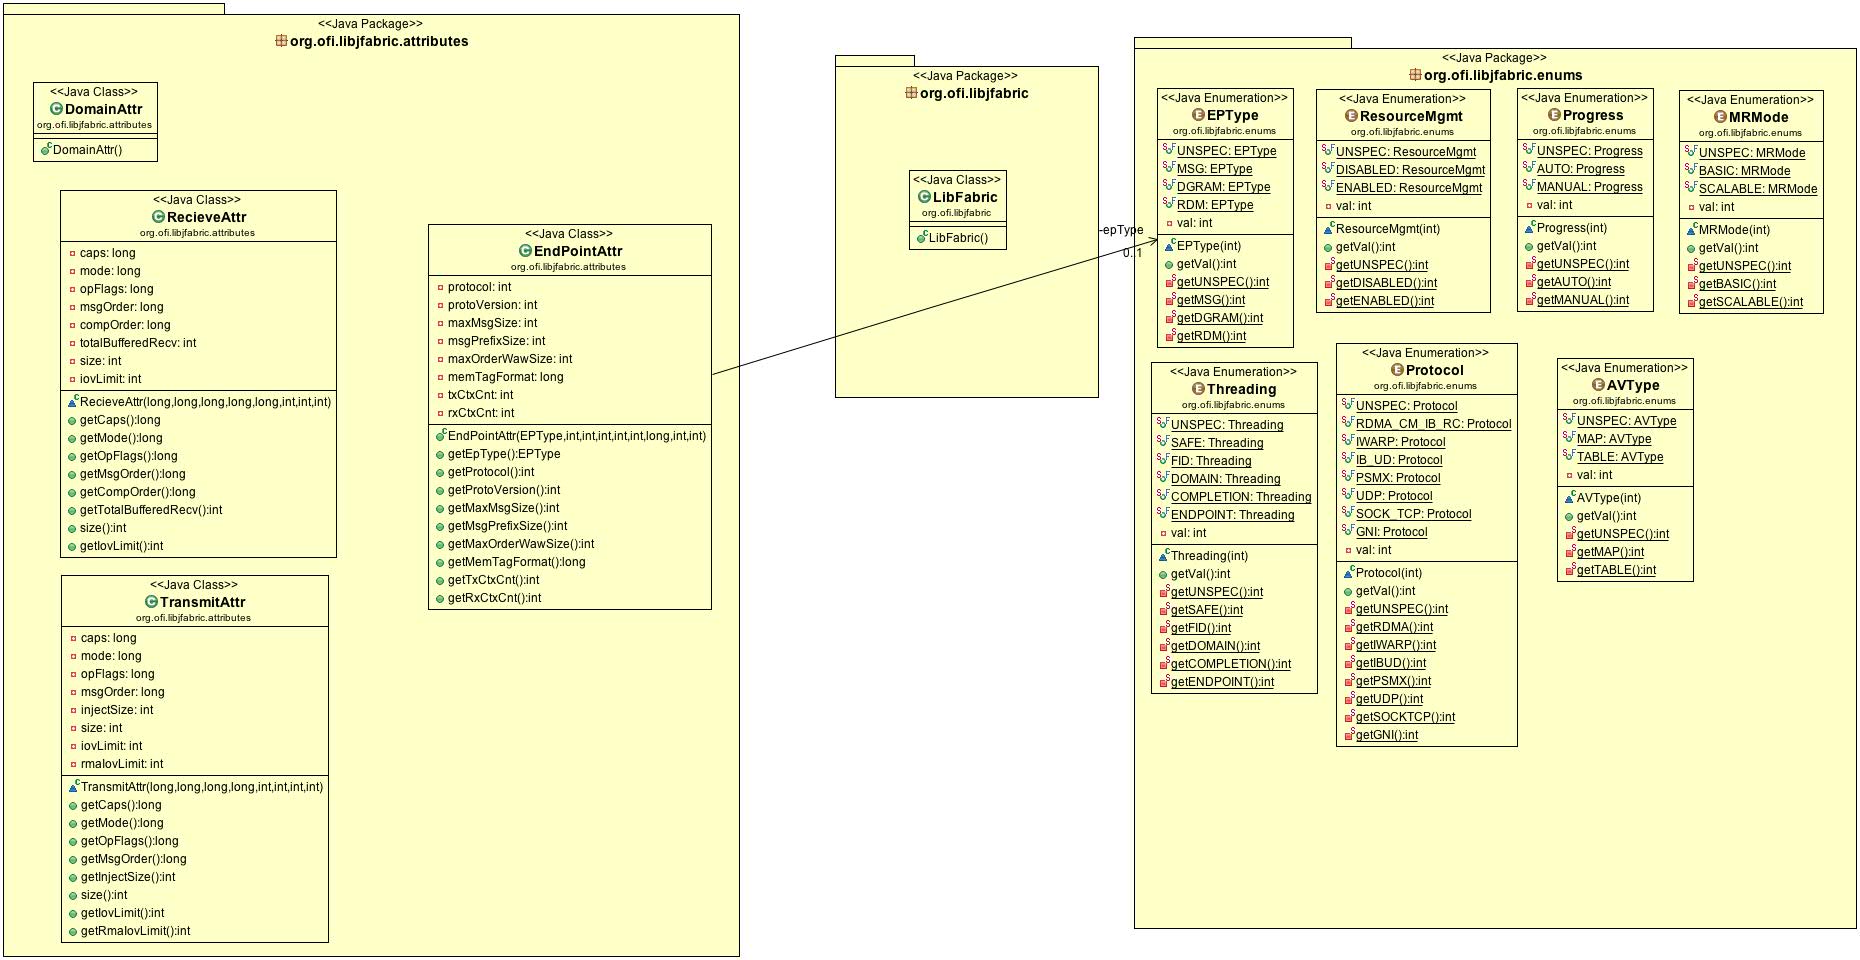 <<Java Package>>
org.ofi.libjfabric.attributes
<<Java Class>>
DomainAttr
org.ofi.libjfabric.attributes
DomainAttr()
<<Java Class>>
RecieveAttr
org.ofi.libjfabric.attributes
caps: long
mode: long
opFlags: long
msgOrder: long
compOrder: long
totalBufferedRecv: int
size: int
iovLimit: int
RecieveAttr(long,long,long,long,long,int,int,int)
getCaps():long
getMode():long
getOpFlags():long
getMsgOrder():long
getCompOrder():long
getTotalBufferedRecv():int
size():int
getIovLimit():int
<<Java Class>>
TransmitAttr
org.ofi.libjfabric.attributes
caps: long
mode: long
opFlags: long
msgOrder: long
injectSize: int
size: int
iovLimit: int
rmaIovLimit: int
TransmitAttr(long,long,long,long,int,int,int,int)
getCaps():long
getMode():long
getOpFlags():long
getMsgOrder():long
getInjectSize():int
size():int
getIovLimit():int
getRmaIovLimit():int
<<Java Class>>
EndPointAttr
org.ofi.libjfabric.attributes
protocol: int
protoVersion: int
maxMsgSize: int
msgPrefixSize: int
maxOrderWawSize: int
memTagFormat: long
txCtxCnt: int
rxCtxCnt: int
EndPointAttr(EPType,int,int,int,int,int,long,int,int)
getEpType():EPType
getProtocol():int
getProtoVersion():int
getMaxMsgSize():int
getMsgPrefixSize():int
getMaxOrderWawSize():int
getMemTagFormat():long
getTxCtxCnt():int
getRxCtxCnt():int
<<Java Package>>
org.ofi.libjfabric
<<Java Class>>
LibFabric
org.ofi.libjfabric
LibFabric()
-epType
0..1
<<Java Package>>
org.ofi.libjfabric.enums
<<Java Enumeration>>
EPType
org.ofi.libjfabric.enums
UNSPEC: EPType
MSG: EPType
DGRAM: EPType
RDM: EPType
val: int
EPType(int)
getVal():int
getUNSPEC():int
getMSG():int
getDGRAM():int
getRDM():int
<<Java Enumeration>>
ResourceMgmt
org.ofi.libjfabric.enums
UNSPEC: ResourceMgmt
DISABLED: ResourceMgmt
ENABLED: ResourceMgmt
val: int
ResourceMgmt(int)
getVal():int
getUNSPEC():int
getDISABLED():int
getENABLED():int
<<Java Enumeration>>
Progress
org.ofi.libjfabric.enums
UNSPEC: Progress
AUTO: Progress
MANUAL: Progress
val: int
Progress(int)
getVal():int
getUNSPEC():int
getAUTO():int
getMANUAL():int
<<Java Enumeration>>
MRMode
org.ofi.libjfabric.enums
UNSPEC: MRMode
BASIC: MRMode
SCALABLE: MRMode
val: int
MRMode(int)
getVal():int
getUNSPEC():int
getBASIC():int
getSCALABLE():int
<<Java Enumeration>>
Threading
org.ofi.libjfabric.enums
UNSPEC: Threading
SAFE: Threading
FID: Threading
DOMAIN: Threading
COMPLETION: Threading
ENDPOINT: Threading
val: int
Threading(int)
getVal():int
getUNSPEC():int
getSAFE():int
getFID():int
getDOMAIN():int
getCOMPLETION():int
getENDPOINT():int
<<Java Enumeration>>
Protocol
org.ofi.libjfabric.enums
UNSPEC: Protocol
RDMA_CM_IB_RC: Protocol
IWARP: Protocol
IB_UD: Protocol
PSMX: Protocol
UDP: Protocol
SOCK_TCP: Protocol
GNI: Protocol
val: int
Protocol(int)
getVal():int
getUNSPEC():int
getRDMA():int
getIWARP():int
getIBUD():int
getPSMX():int
getUDP():int
getSOCKTCP():int
getGNI():int
<<Java Enumeration>>
AVType
org.ofi.libjfabric.enums
UNSPEC: AVType
MAP: AVType
TABLE: AVType
val: int
AVType(int)
getVal():int
getUNSPEC():int
getMAP():int
getTABLE():int